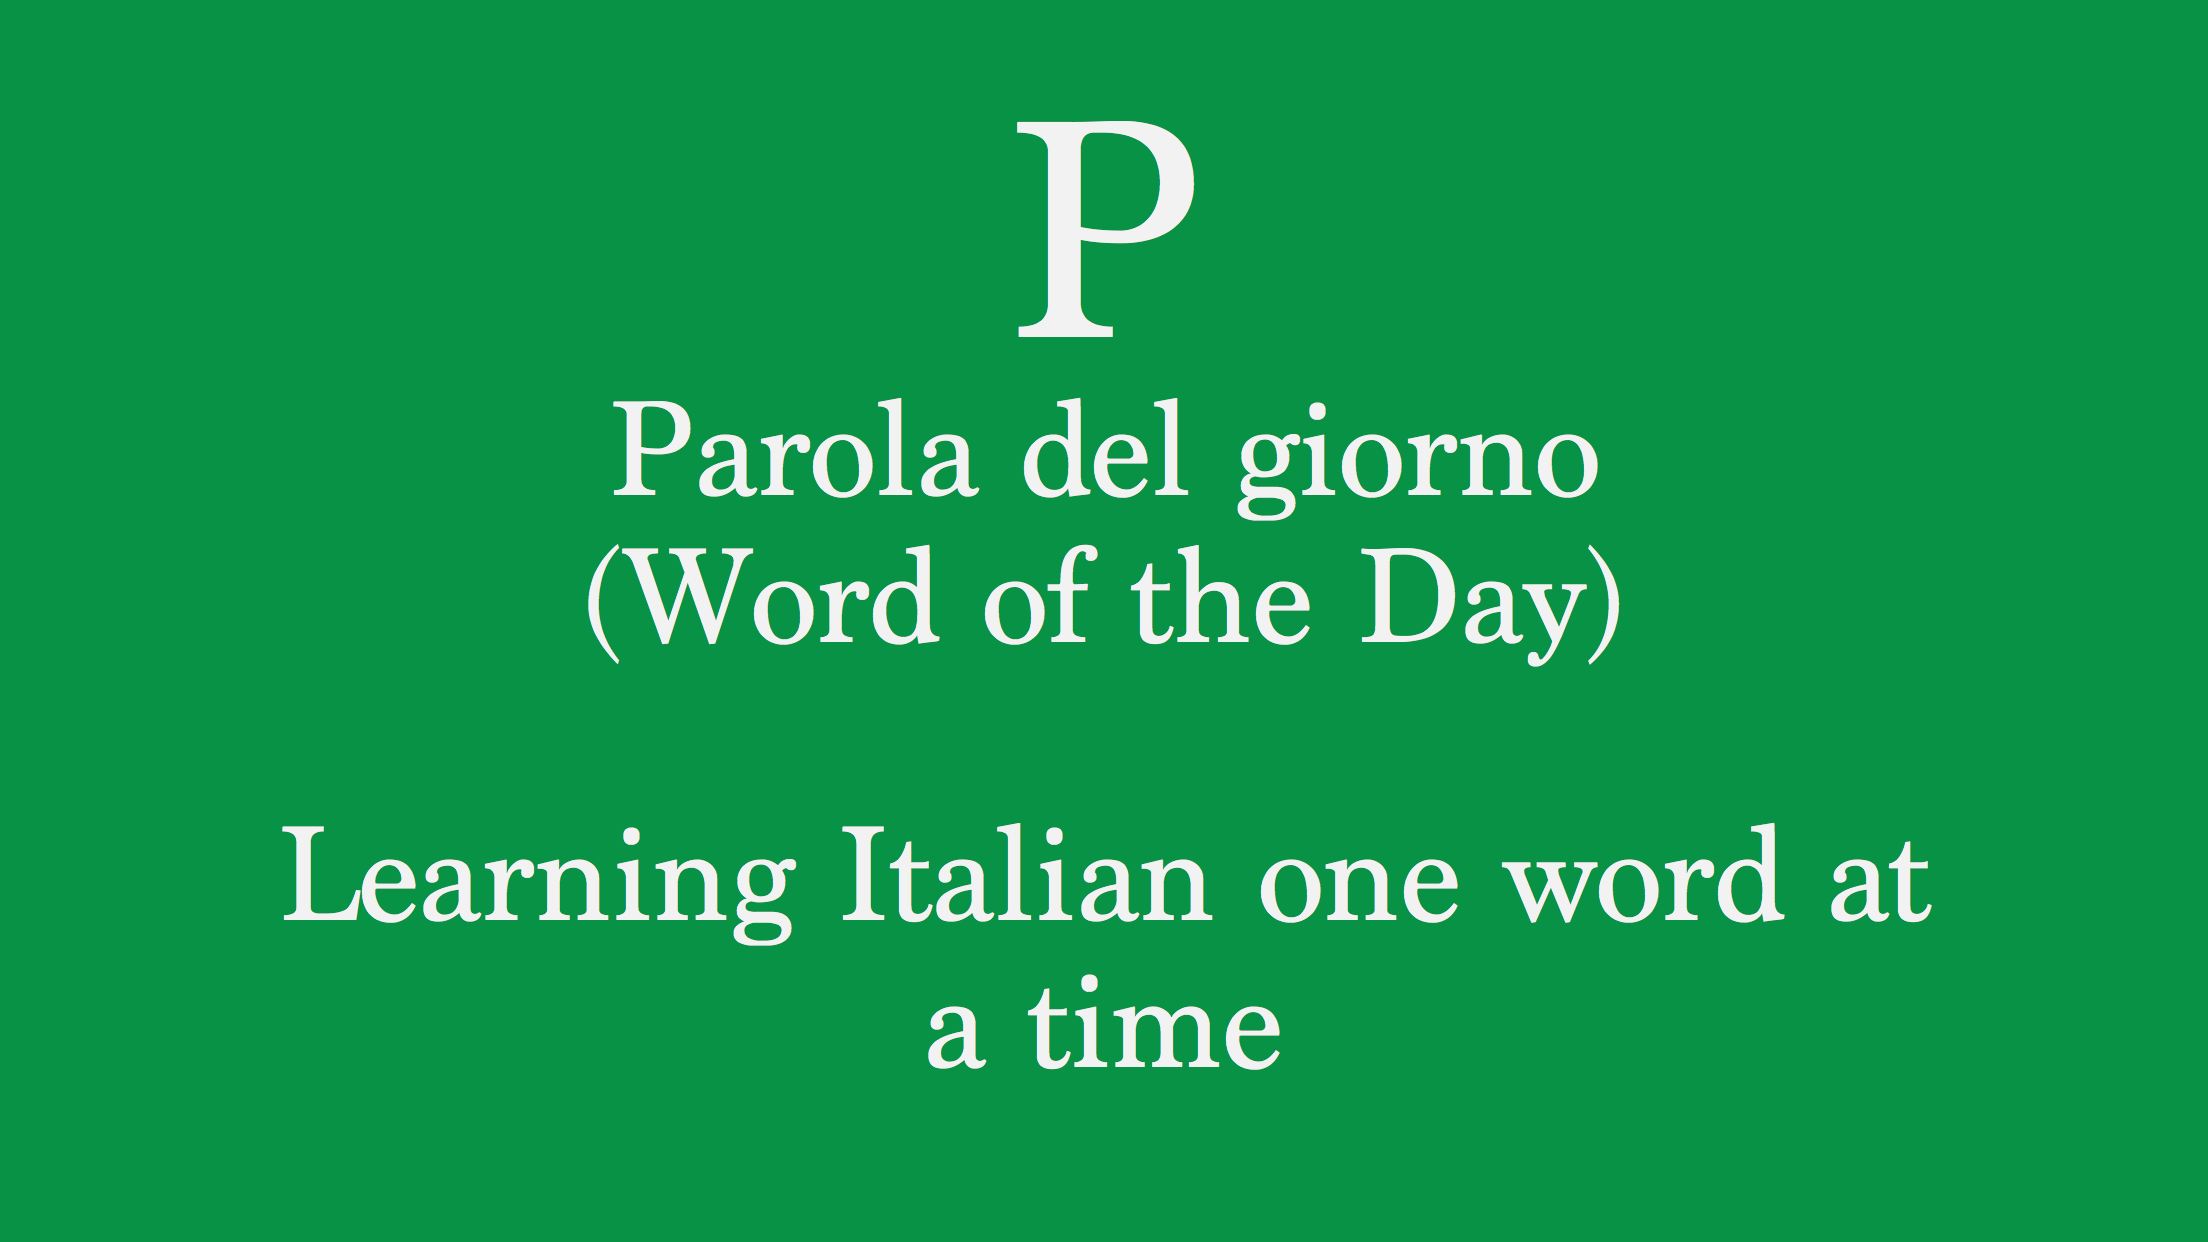 P
Parola del giorno
(Word of the Day)
Learning Italian one word at
a time